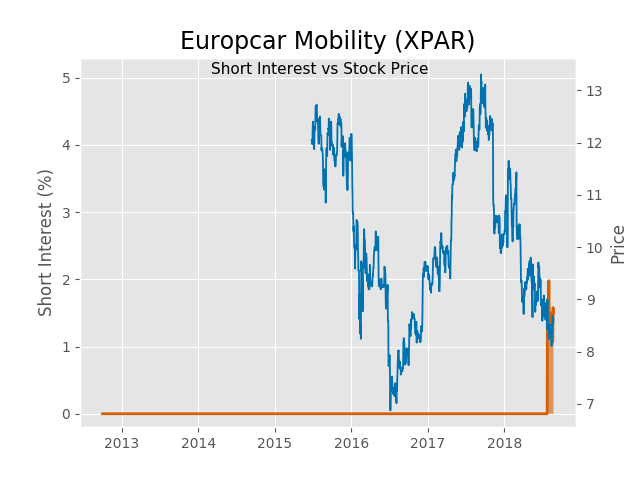 Europcar Mobility (XPAR)
Short Interest vs Stock Price
Short Interest (%)
5
4
3
2
1
0
13
12
11
10
9
8
7
Price
2013 2014 2015 2016 2017 2018